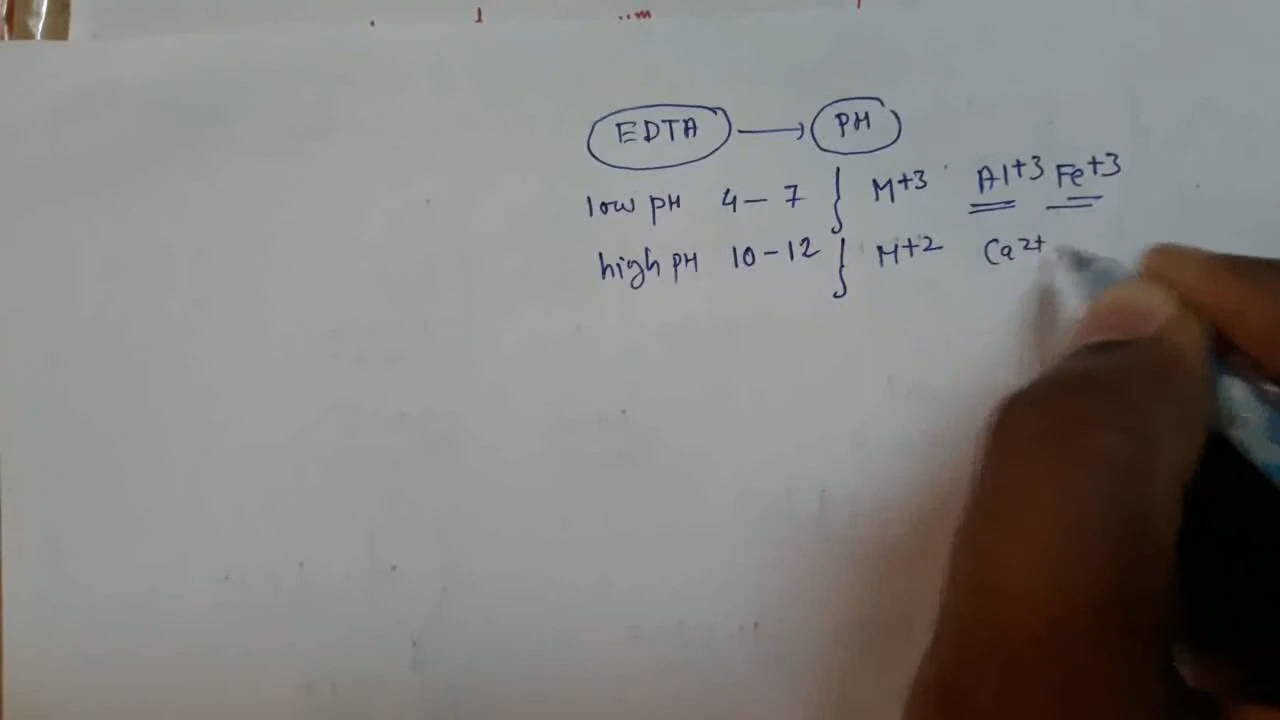 EDTA → PH
low pH 4 – 7 } M+3 Al+3 Fe+3
high pH 10 – 12 } M+2 Ca2+